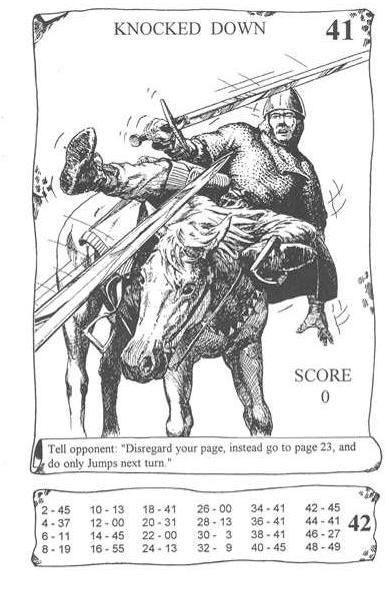 KNOCKED DOWN
41
SCORE
0
Tell opponent: "Disregard your page, instead go to page 23, and
do only Jumps next turn."
2 - 45 10 - 13 18 - 41 26 - 00 34 - 41 42 - 45
4 - 37 12 - 00 20 - 31 28 - 13 36 - 41 44 - 41
6 - 11 14 - 45 22 - 00 30 - 3 38 - 41 46 - 27
8 - 19 16 - 55 24 - 13 32 - 9 40 - 45 48 - 49
42